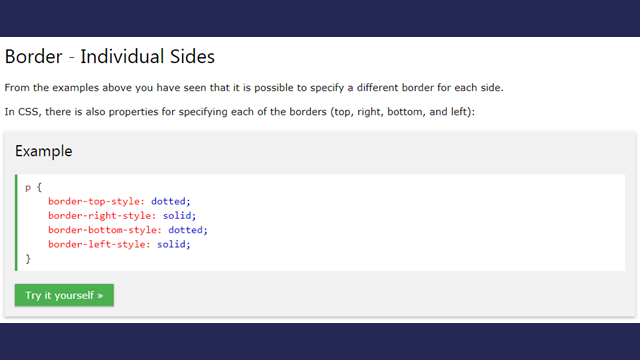 Border - Individual Sides
From the examples above you have seen that it is possible to specify a different border for each side.
In CSS, there is also properties for specifying each of the borders (top, right, bottom, and left):
Example
p {
    border-top-style: dotted;
    border-right-style: solid;
    border-bottom-style: dotted;
    border-left-style: solid;
}
Try it yourself »